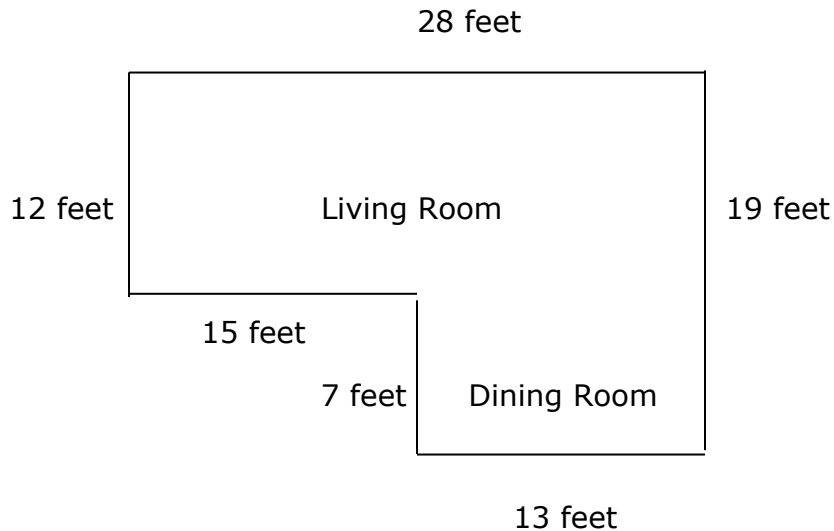 28 feet
12 feet
Living Room
19 feet
15 feet
7 feet
Dining Room
13 feet